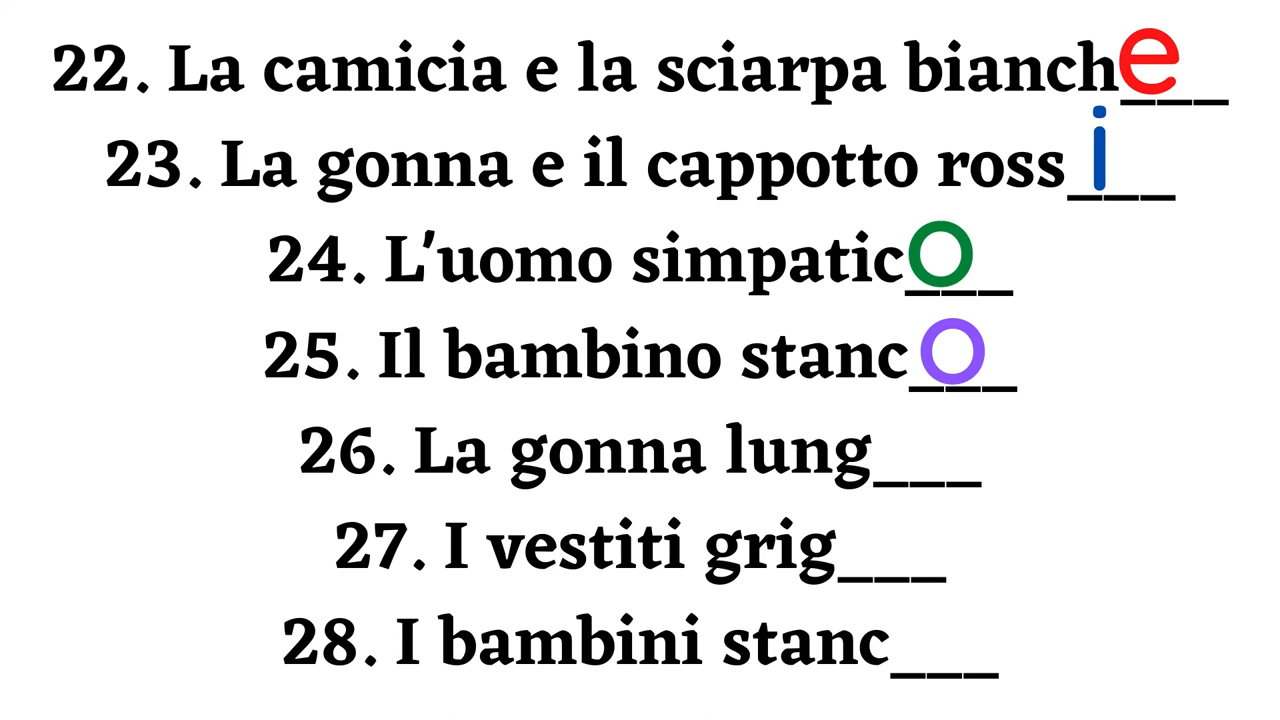 22. La camicia e la sciarpa bianche___
23. La gonna e il cappotto ross_i__
24. L'uomo simpatico___
25. Il bambino stanco___
26. La gonna lung___
27. I vestiti grig___
28. I bambini stanc___